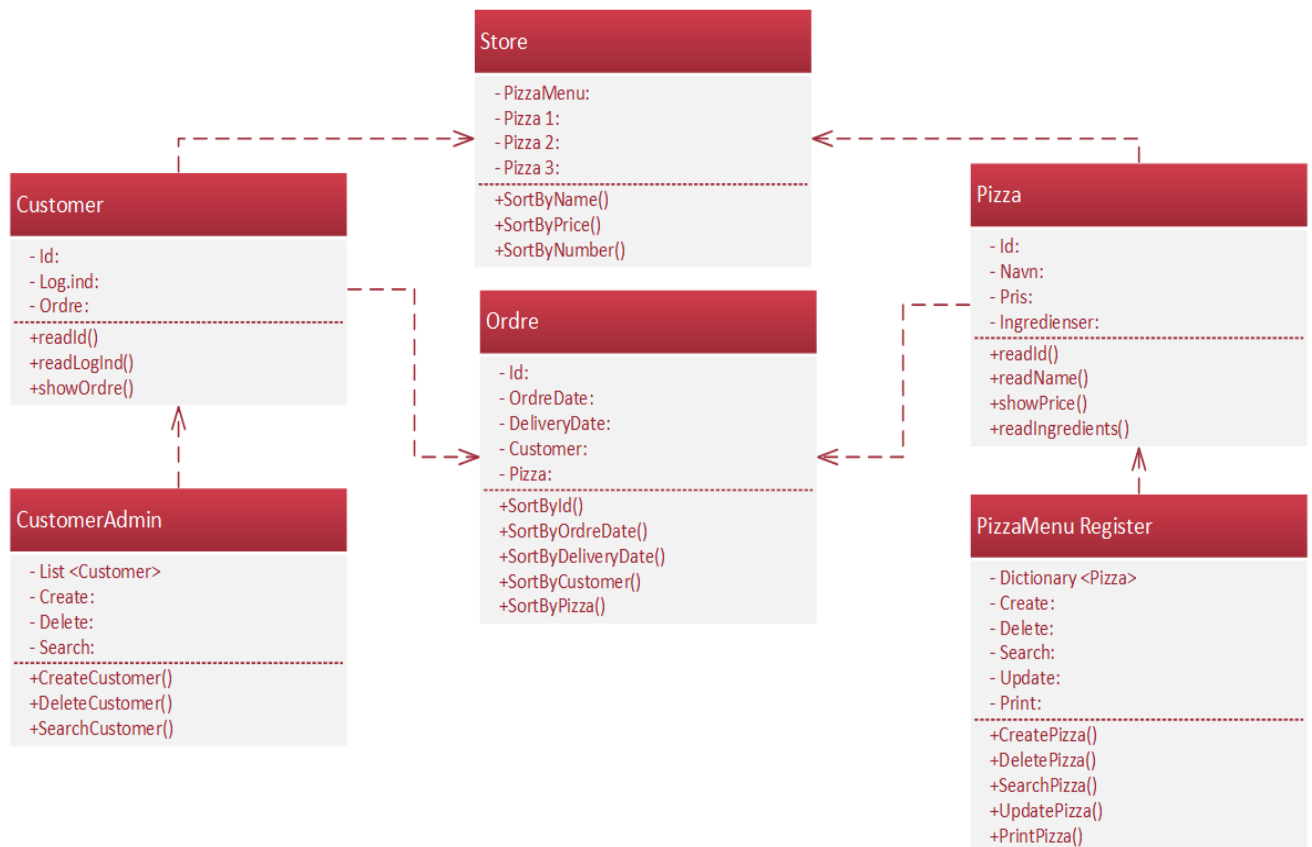 Store
- PizzaMenu:
- Pizza 1:
- Pizza 2:
- Pizza 3:
+SortByName()
+SortByPrice()
+SortByNumber()
Customer
- Id:
- Log.ind:
- Ordre:
+readId()
+readLogInd()
+showOrdre()
Pizza
- Id:
- Navn:
- Pris:
- Ingredienser:
+readId()
+readName()
+showPrice()
+readIngredients()
Ordre
- Id:
- OrdreDate:
- DeliveryDate:
- Customer:
- Pizza:
+SortById()
+SortByOrdreDate()
+SortByDeliveryDate()
+SortByCustomer()
+SortByPizza()
CustomerAdmin
- List <Customer>
- Create:
- Delete:
- Search:
+CreateCustomer()
+DeleteCustomer()
+SearchCustomer()
PizzaMenu Register
- Dictionary <Pizza>
- Create:
- Delete:
- Search:
- Update:
- Print:
+CreatePizza()
+DeletePizza()
+SearchPizza()
+UpdatePizza()
+PrintPizza()